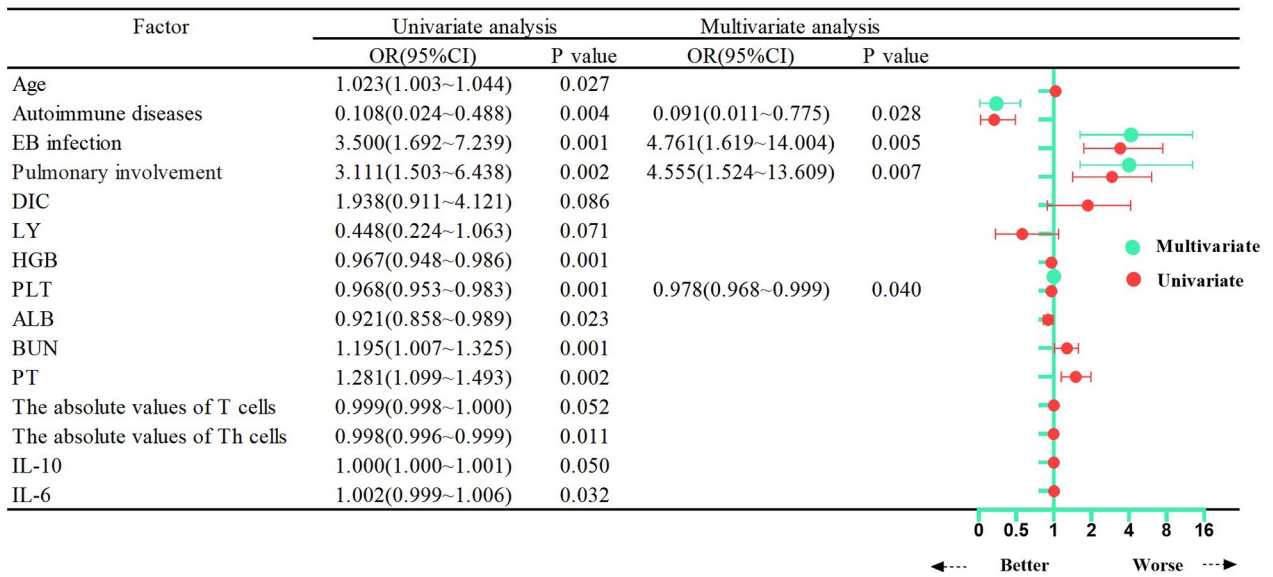 Factor Univariate analysis Multivariate analysis
OR(95%CI) P value OR(95%CI) P value
Age 1.023(1.003~1.044) 0.027
Autoimmune diseases 0.108(0.024~0.488) 0.004 0.091(0.011~0.775) 0.028
EB infection 3.500(1.692~7.239) 0.001 4.761(1.619~14.004) 0.005
Pulmonary involvement 3.111(1.503~6.438) 0.002 4.555(1.524~13.609) 0.007
DIC 1.938(0.911~4.121) 0.086
LY 0.448(0.224~1.063) 0.071
HGB 0.967(0.948~0.986) 0.001
PLT 0.968(0.953~0.983) 0.001 0.978(0.968~0.999) 0.040
ALB 0.921(0.858~0.989) 0.023
BUN 1.195(1.007~1.325) 0.001
PT 1.281(1.099~1.493) 0.002
The absolute values of T cells 0.999(0.998~1.000) 0.052
The absolute values of Th cells 0.998(0.996~0.999) 0.011
IL-10 1.000(1.000~1.001) 0.050
IL-6 1.002(0.999~1.006) 0.032
Multivariate
Univariate
0 0.5 1 2 4 8 16
Better Worse